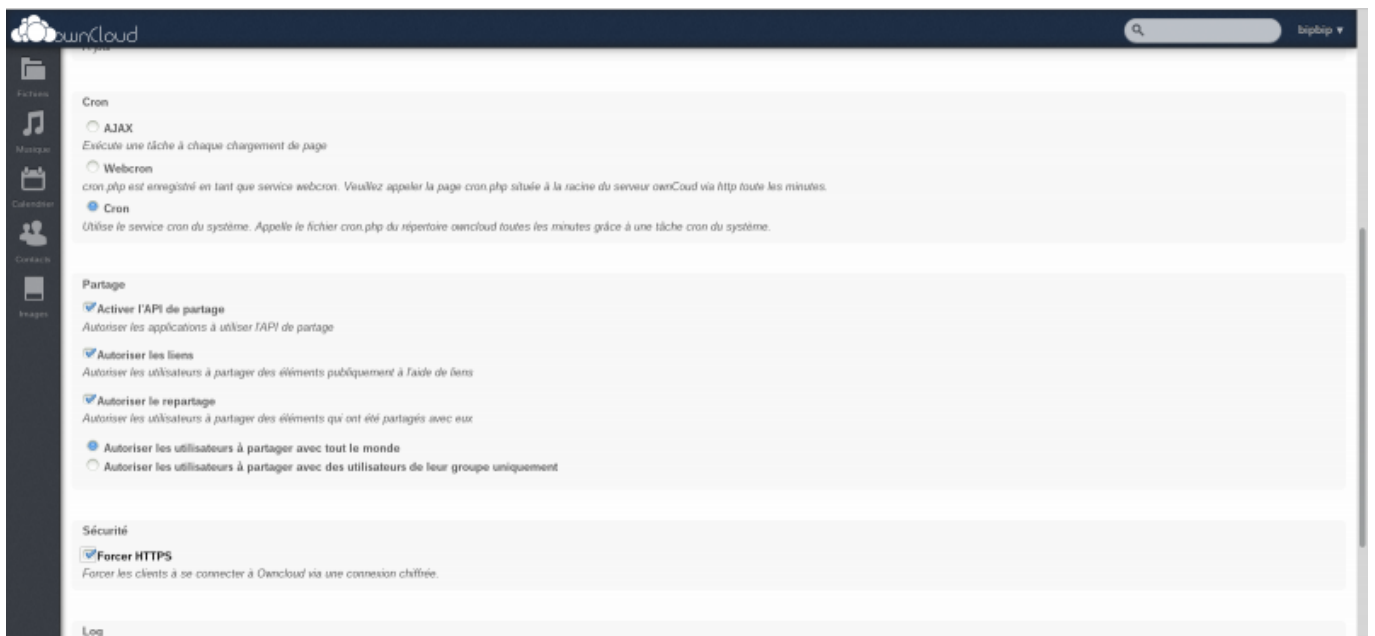 ownCloud
bipbip ▼
Fichiers
Musique
Calendrier
Contacts
Images
Cron
AJAX
Exécute une tâche à chaque chargement de page
Webcron
cron.php est enregistré en tant que service webcron. Veuillez appeler la page cron.php située à la racine du serveur ownCoud via http toute les minutes.
Cron
Utilise le service cron du système. Appelle le fichier cron.php du répertoire owncloud toutes les minutes grâce à une tâche cron du système.
Partage
Activer l'API de partage
Autoriser les applications à utiliser l'API de partage
Autoriser les liens
Autoriser les utilisateurs à partager des éléments publiquement à l'aide de liens
Autoriser le repartage
Autoriser les utilisateurs à partager des éléments qui ont été partagés avec eux
Autoriser les utilisateurs à partager avec tout le monde
Autoriser les utilisateurs à partager avec des utilisateurs de leur groupe uniquement
Sécurité
Forcer HTTPS
Forcer les clients à se connecter à Owncloud via une connexion chiffrée.
Log